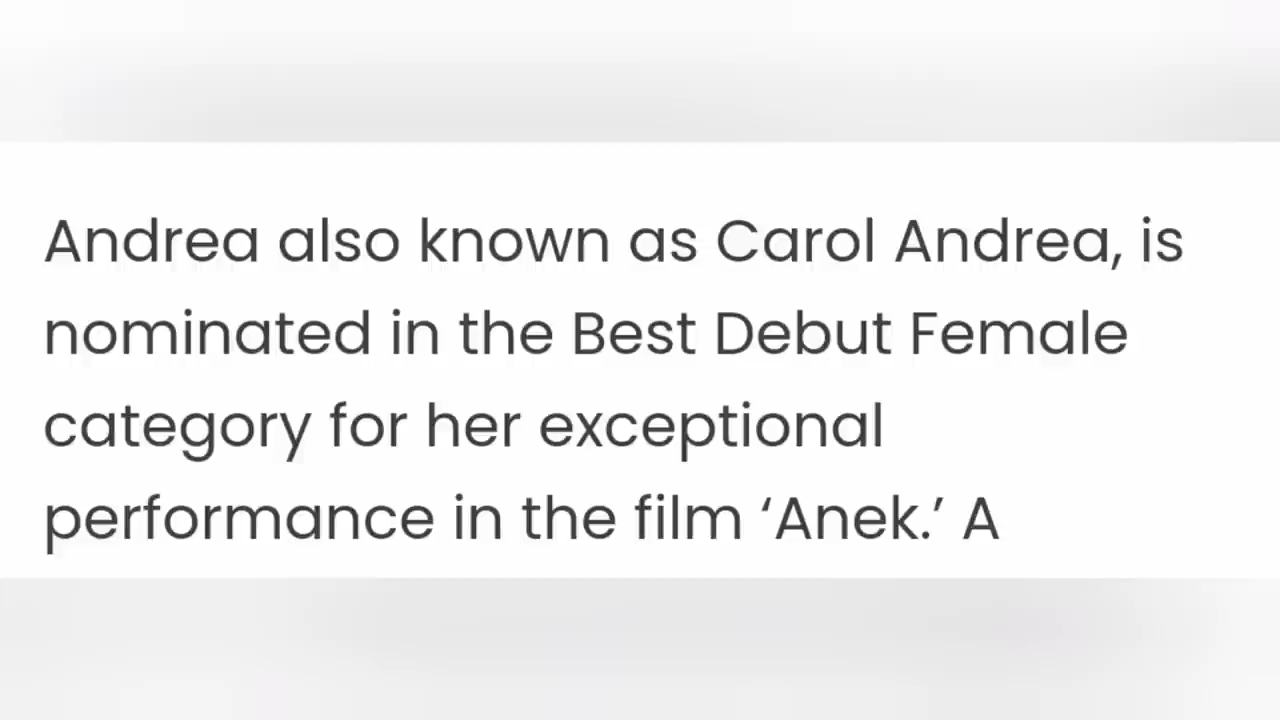 Andrea also known as Carol Andrea, is
nominated in the Best Debut Female
category for her exceptional
performance in the film ‘Anek.’ A